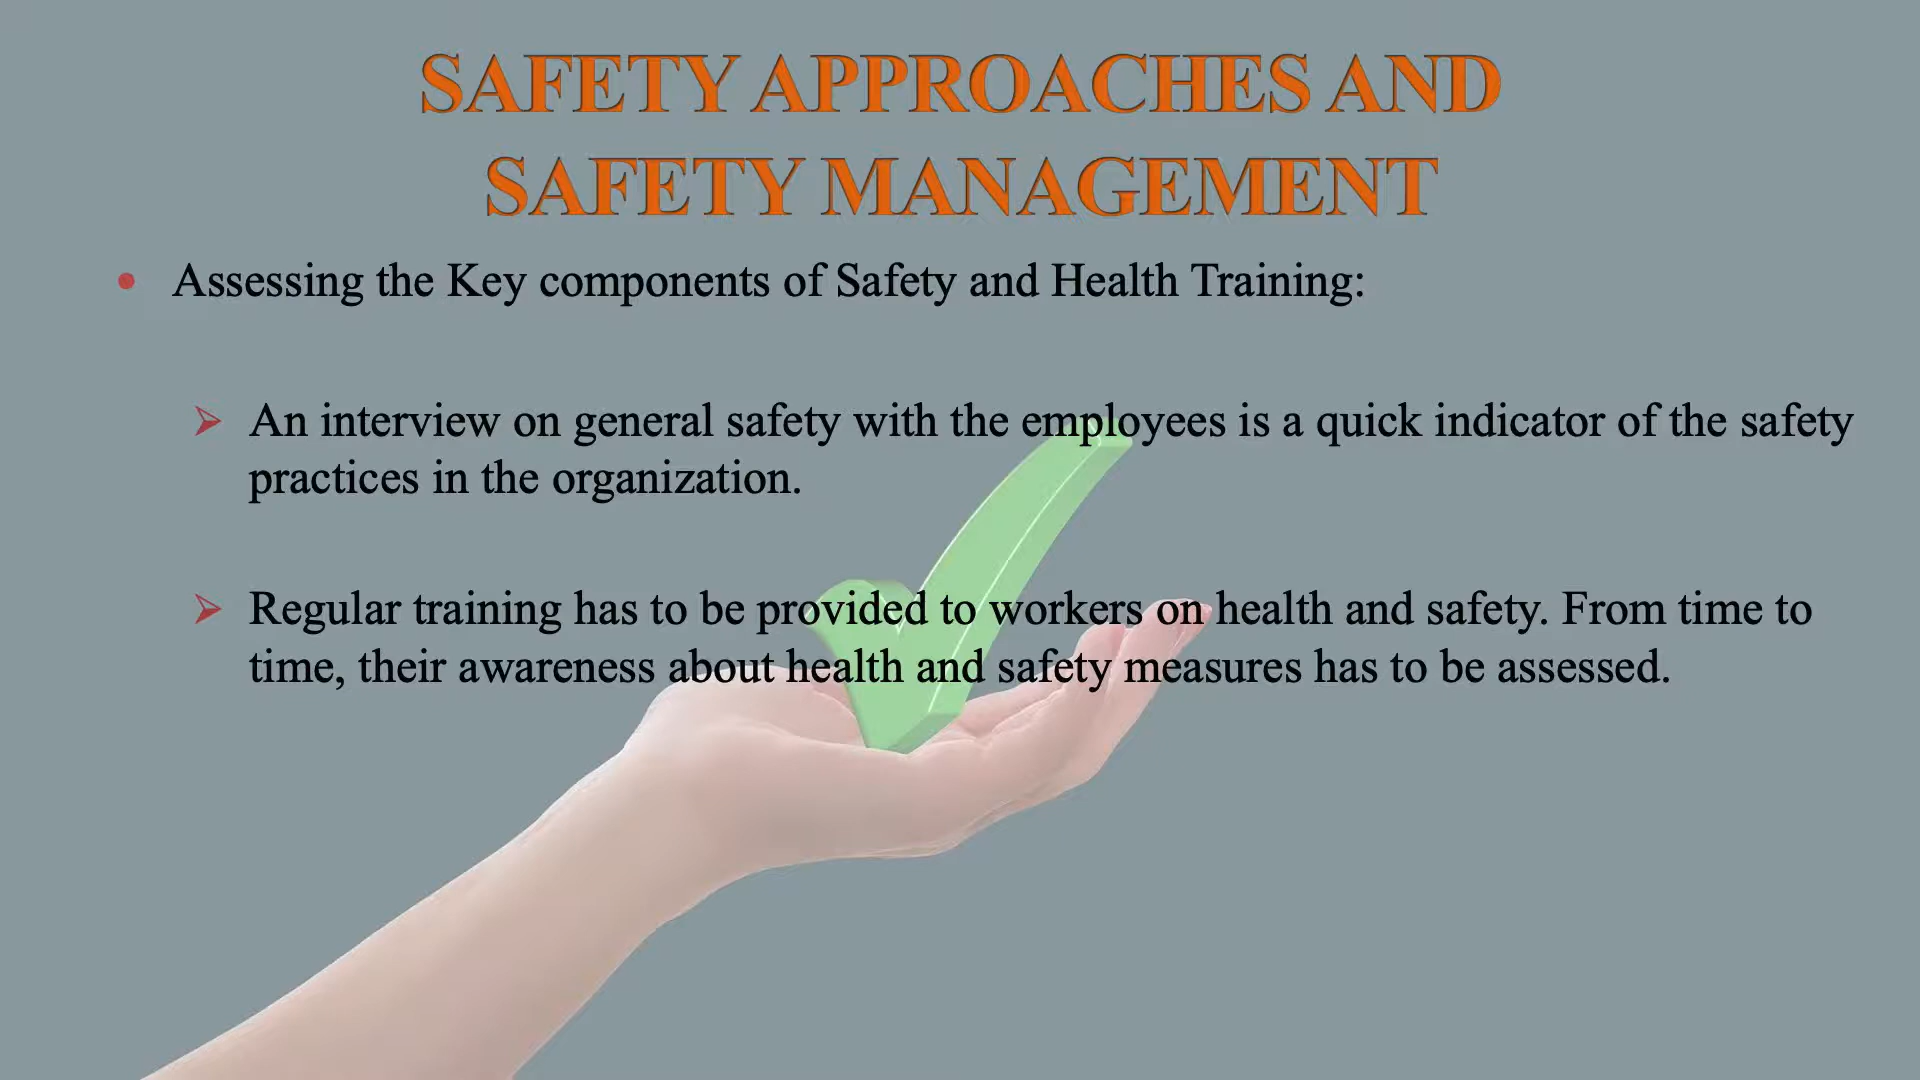 SAFETY APPROACHES AND
SAFETY MANAGEMENT
• Assessing the Key components of Safety and Health Training:
➢ An interview on general safety with the employees is a quick indicator of the safety
practices in the organization.
➢ Regular training has to be provided to workers on health and safety. From time to
time, their awareness about health and safety measures has to be assessed.